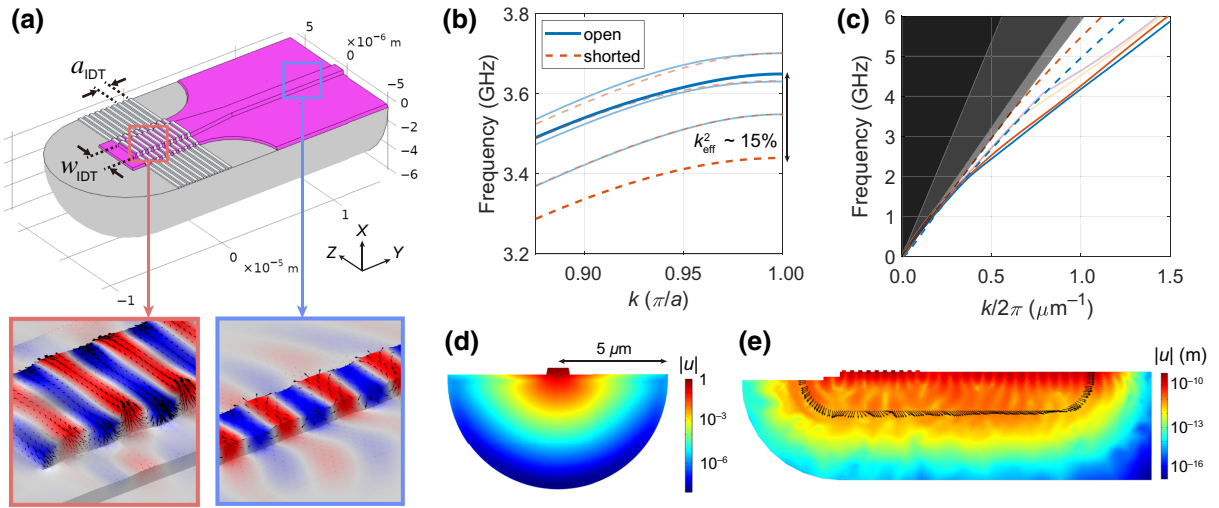 (a)
a_IDT
w_IDT
5
×10⁻⁶ m
0
−5
0
−2
−4
−6
1
0
×10⁻⁵ m
−1
X
Z
Y
(b)
Frequency (GHz)
3.8
3.6
3.4
3.2
open
shorted
k²_eff ~ 15%
0.90
0.95
1.00
k (π/a)
(c)
Frequency (GHz)
6
5
4
3
2
1
0
0.0
0.5
1.0
1.5
k/2π (μm⁻¹)
(d)
5 μm
|u|
1
10⁻³
10⁻⁶
(e)
|u| (m)
10⁻¹⁰
10⁻¹³
10⁻¹⁶